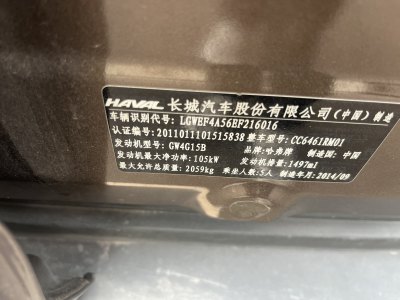 HAVAL 长城汽车股份有限公司(中国)制造
车辆识别代号: LGWEF4A56EF216016
认证编号: 2011011101515838 整车型号: CC6461RM01
发动机型号: GW4G15B 品牌: 哈弗牌 制造国: 中国
发动机最大净功率: 105kW 发动机排量: 1497ml
最大允许总质量: 2059kg 乘坐人数: 5人 制造年月: 2014/09